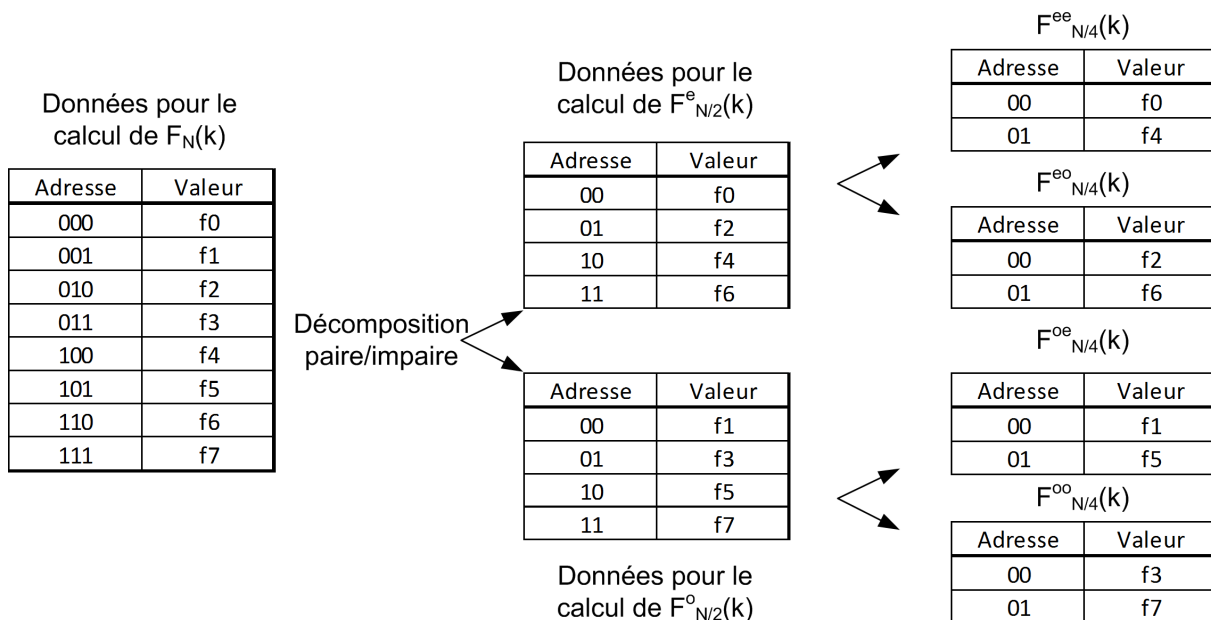 Données pour le
calcul de F_N(k)
Adresse Valeur
000 f0
001 f1
010 f2
011 f3
100 f4
101 f5
110 f6
111 f7
Décomposition
paire/impaire
Données pour le
calcul de F^e_N/2(k)
Adresse Valeur
00 f0
01 f2
10 f4
11 f6
Adresse Valeur
00 f1
01 f3
10 f5
11 f7
Données pour le
calcul de F^o_N/2(k)
F^ee_N/4(k)
Adresse Valeur
00 f0
01 f4
F^eo_N/4(k)
Adresse Valeur
00 f2
01 f6
F^oe_N/4(k)
Adresse Valeur
00 f1
01 f5
F^oo_N/4(k)
Adresse Valeur
00 f3
01 f7